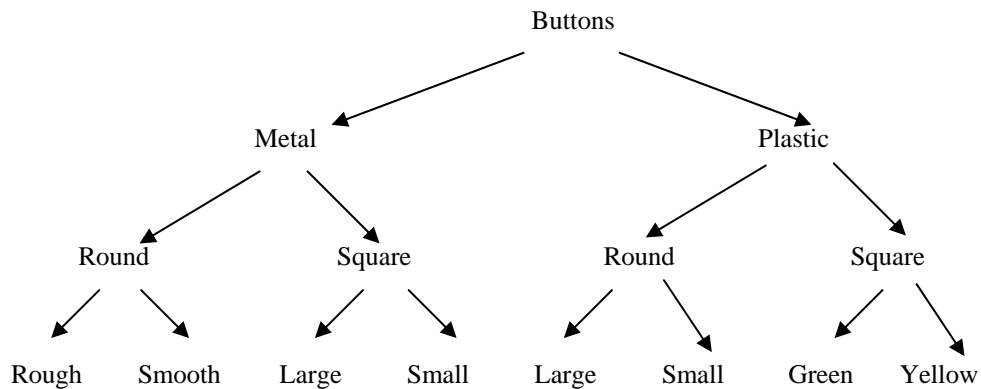 Buttons
Metal Plastic
Round Square Round Square
Rough Smooth Large Small Large Small Green Yellow